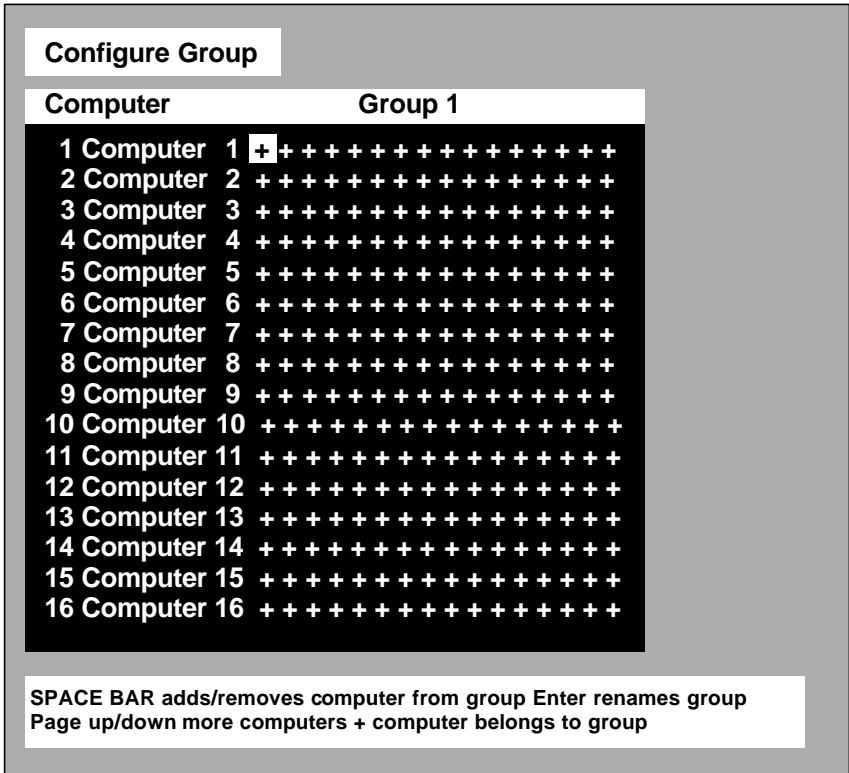 Configure Group
Computer Group 1
1 Computer 1 + + + + + + + + + + + + + + + +
2 Computer 2 + + + + + + + + + + + + + + + +
3 Computer 3 + + + + + + + + + + + + + + + +
4 Computer 4 + + + + + + + + + + + + + + + +
5 Computer 5 + + + + + + + + + + + + + + + +
6 Computer 6 + + + + + + + + + + + + + + + +
7 Computer 7 + + + + + + + + + + + + + + + +
8 Computer 8 + + + + + + + + + + + + + + + +
9 Computer 9 + + + + + + + + + + + + + + + +
10 Computer 10 + + + + + + + + + + + + + + + +
11 Computer 11 + + + + + + + + + + + + + + + +
12 Computer 12 + + + + + + + + + + + + + + + +
13 Computer 13 + + + + + + + + + + + + + + + +
14 Computer 14 + + + + + + + + + + + + + + + +
15 Computer 15 + + + + + + + + + + + + + + + +
16 Computer 16 + + + + + + + + + + + + + + + +
SPACE BAR adds/removes computer from group Enter renames group
Page up/down more computers + computer belongs to group